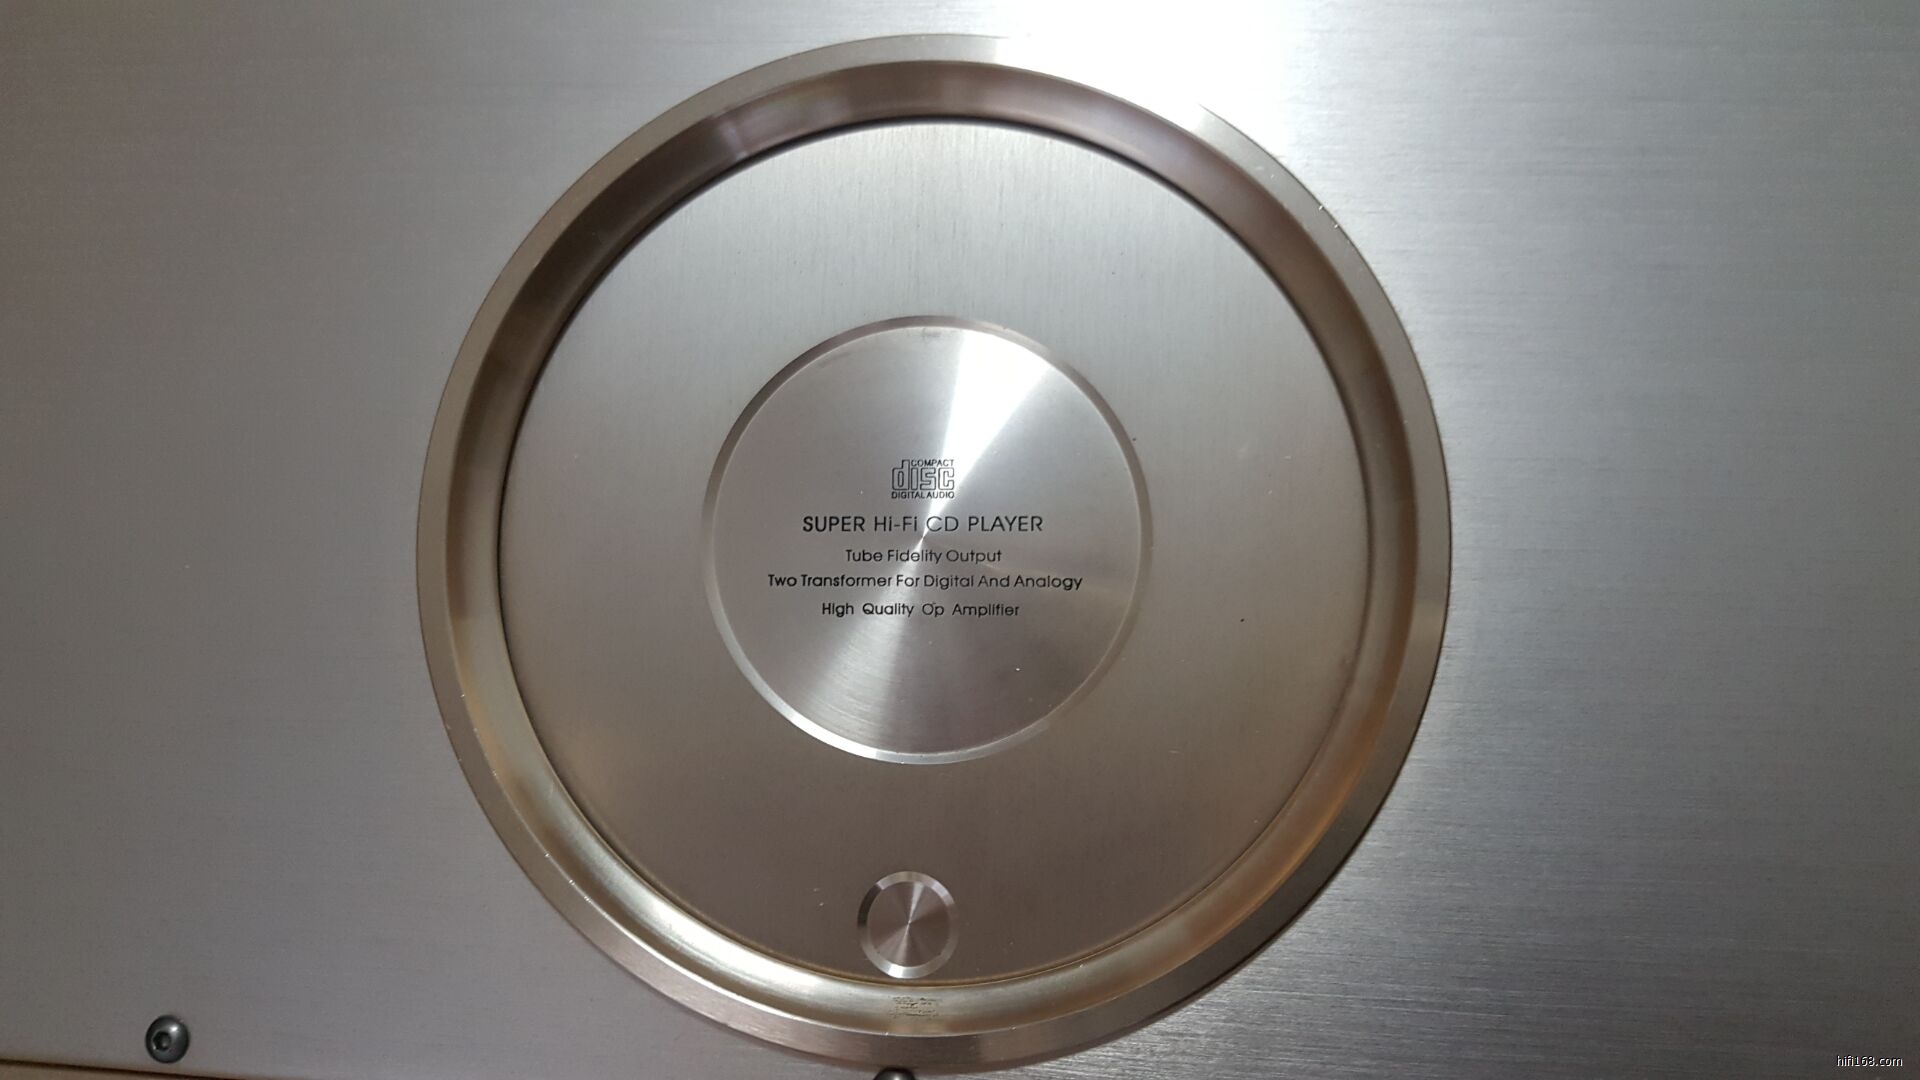 COMPACT
disc
DIGITAL AUDIO
SUPER Hi-Fi CD PLAYER
Tube Fidelity Output
Two Transformer For Digital And Analogy
High Quality Op Amplifier
hifi168.com